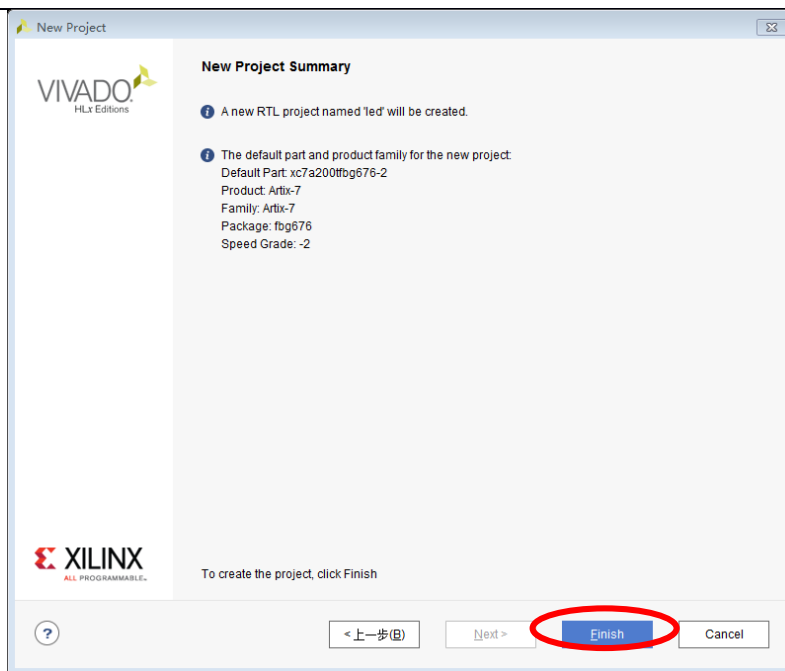 New Project
New Project Summary
VIVADO.
HLx Editions
A new RTL project named 'led' will be created.
The default part and product family for the new project:
Default Part: xc7a200tfbg676-2
Product: Artix-7
Family: Artix-7
Package: fbg676
Speed Grade: -2
XILINX
ALL PROGRAMMABLE.
To create the project, click Finish
?
<上一步(B)
Next >
Finish
Cancel